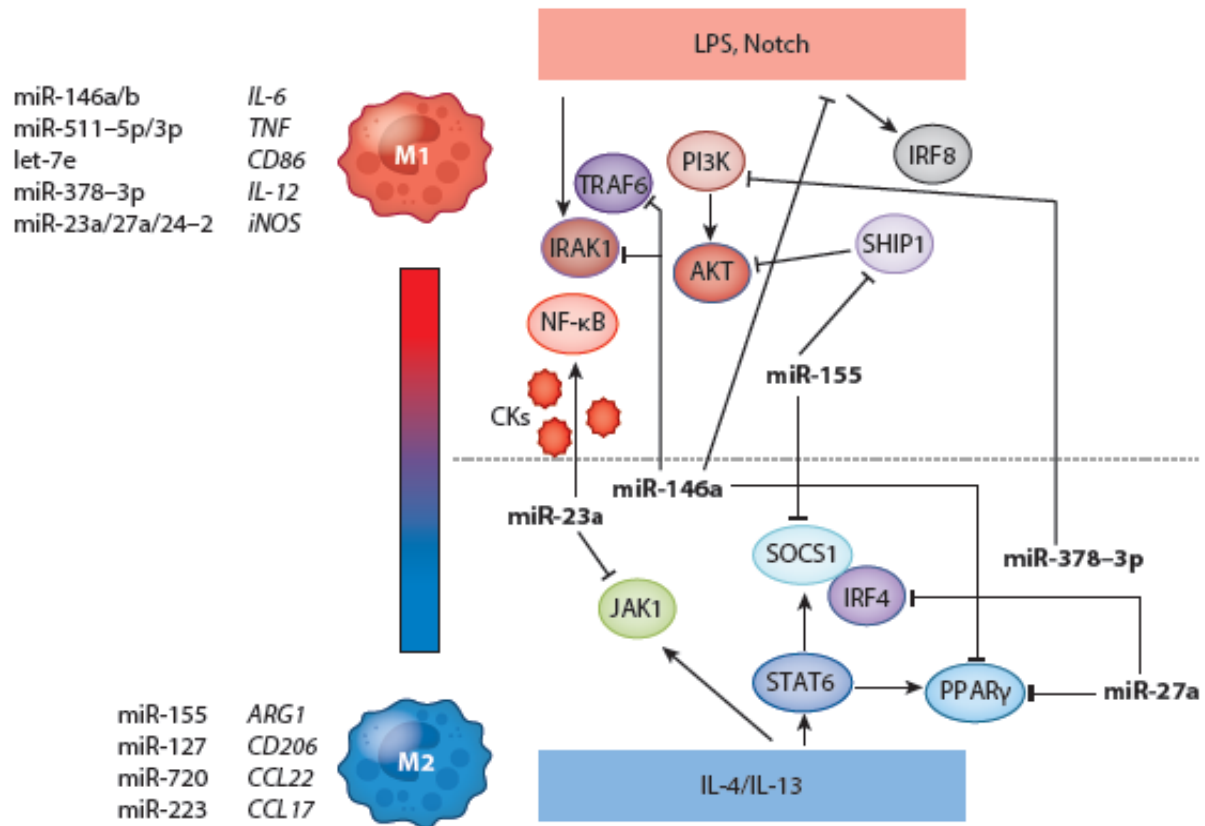 LPS, Notch
miR-146a/b IL-6
miR-511–5p/3p TNF
let-7e CD86
miR-378–3p IL-12
miR-23a/27a/24–2 iNOS
M1
TRAF6
PI3K
IRF8
IRAK1
AKT
SHIP1
NF-κB
miR-155
CKs
miR-146a
miR-23a
SOCS1
miR-378–3p
JAK1
IRF4
STAT6
PPARγ
miR-27a
miR-155 ARG1
miR-127 CD206
miR-720 CCL22
miR-223 CCL17
M2
IL-4/IL-13